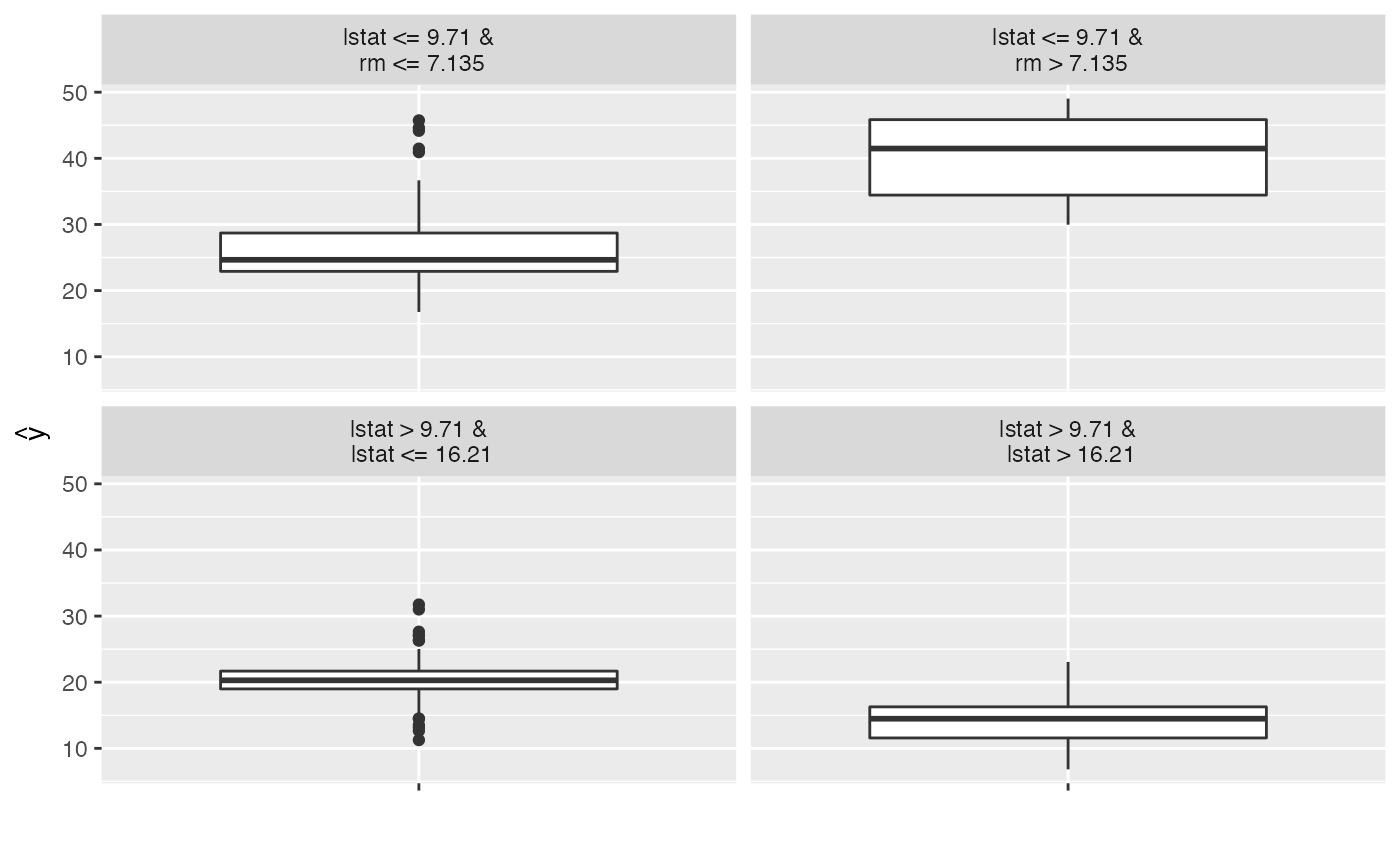 lstat <= 9.71 &
rm <= 7.135
lstat <= 9.71 &
rm > 7.135
50
40
30
20
10
ŷ
lstat > 9.71 &
lstat <= 16.21
lstat > 9.71 &
lstat > 16.21
50
40
30
20
10